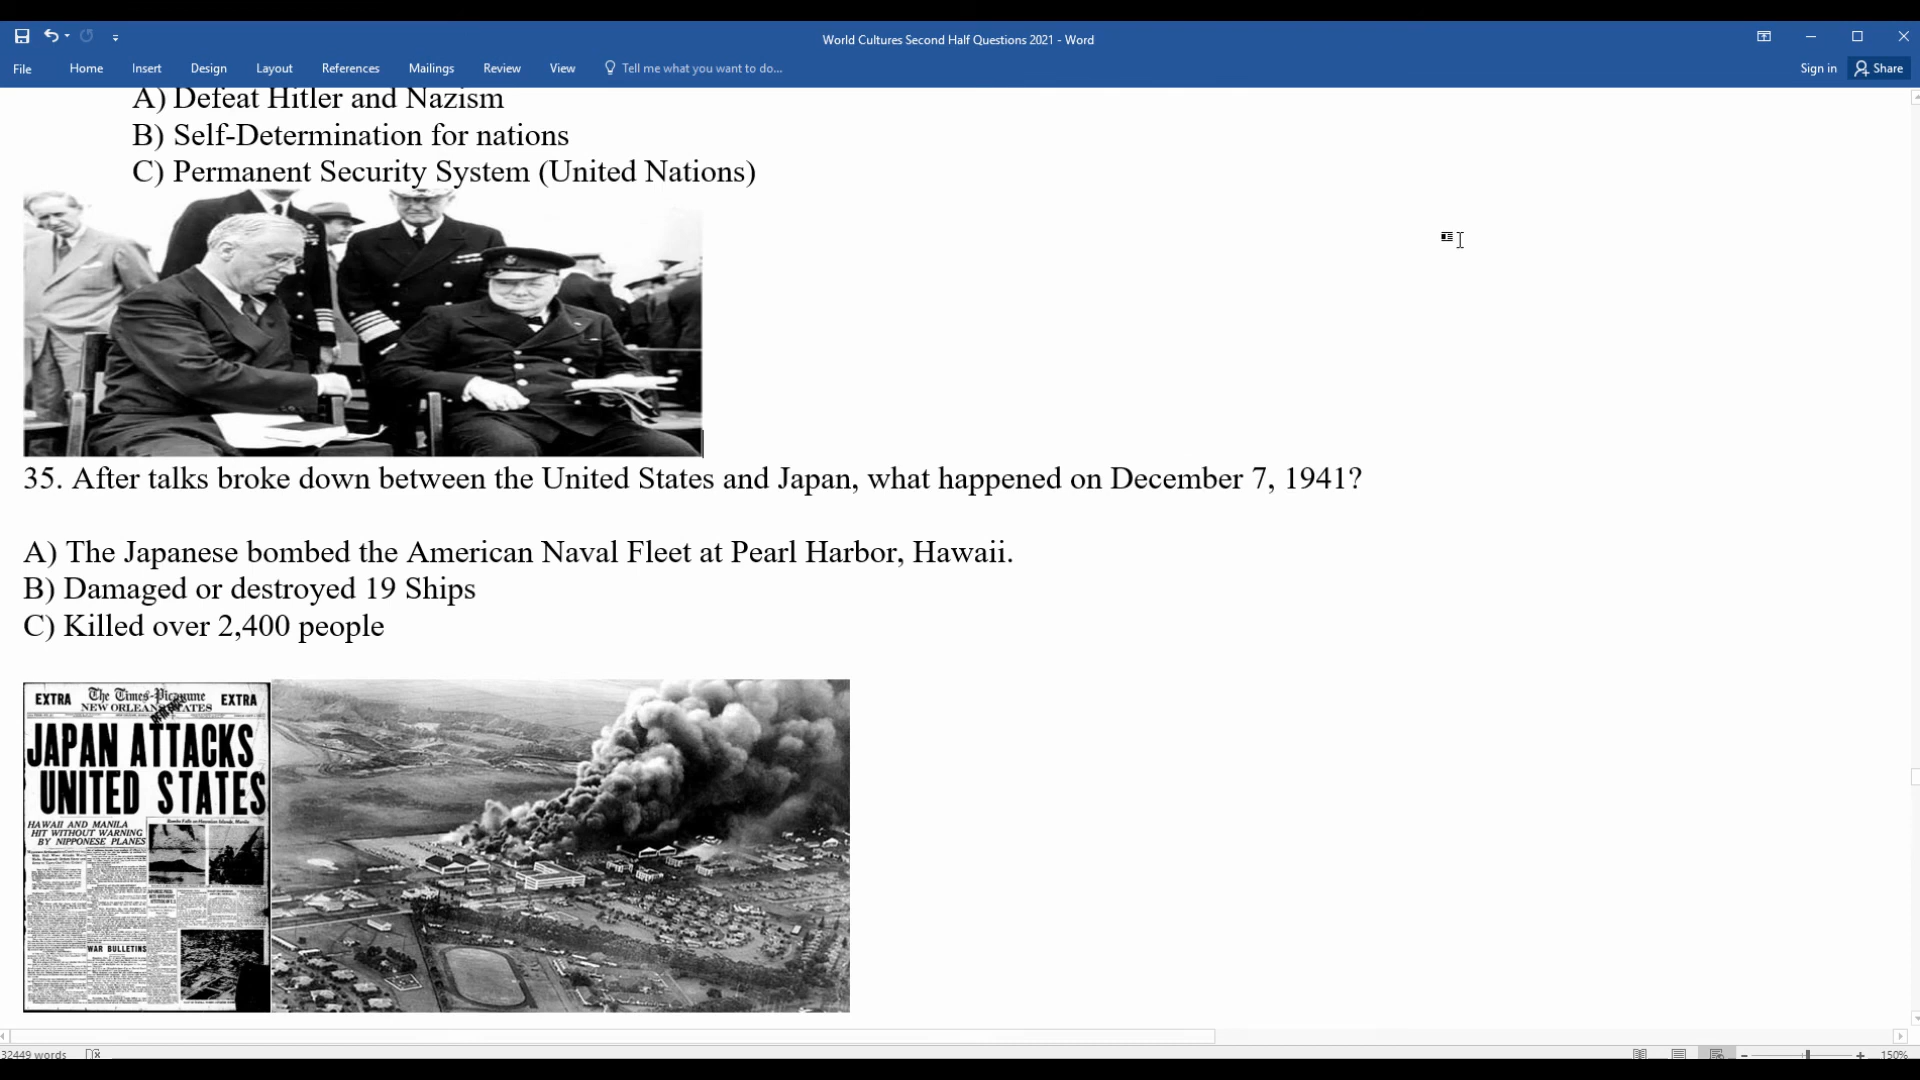 World Cultures Second Half Questions 2021 - Word
File Home Insert Design Layout References Mailings Review View Tell me what you want to do... Sign in Share
A) Defeat Hitler and Nazism
B) Self-Determination for nations
C) Permanent Security System (United Nations)
35. After talks broke down between the United States and Japan, what happened on December 7, 1941?
A) The Japanese bombed the American Naval Fleet at Pearl Harbor, Hawaii.
B) Damaged or destroyed 19 Ships
C) Killed over 2,400 people
EXTRA The Times-Picayune EXTRA
NEW ORLEANS STATES
JAPAN ATTACKS
UNITED STATES
HAWAII AND MANILA
HIT WITHOUT WARNING
BY NIPPONESE PLANES
WAR BULLETINS
32449 words
150%